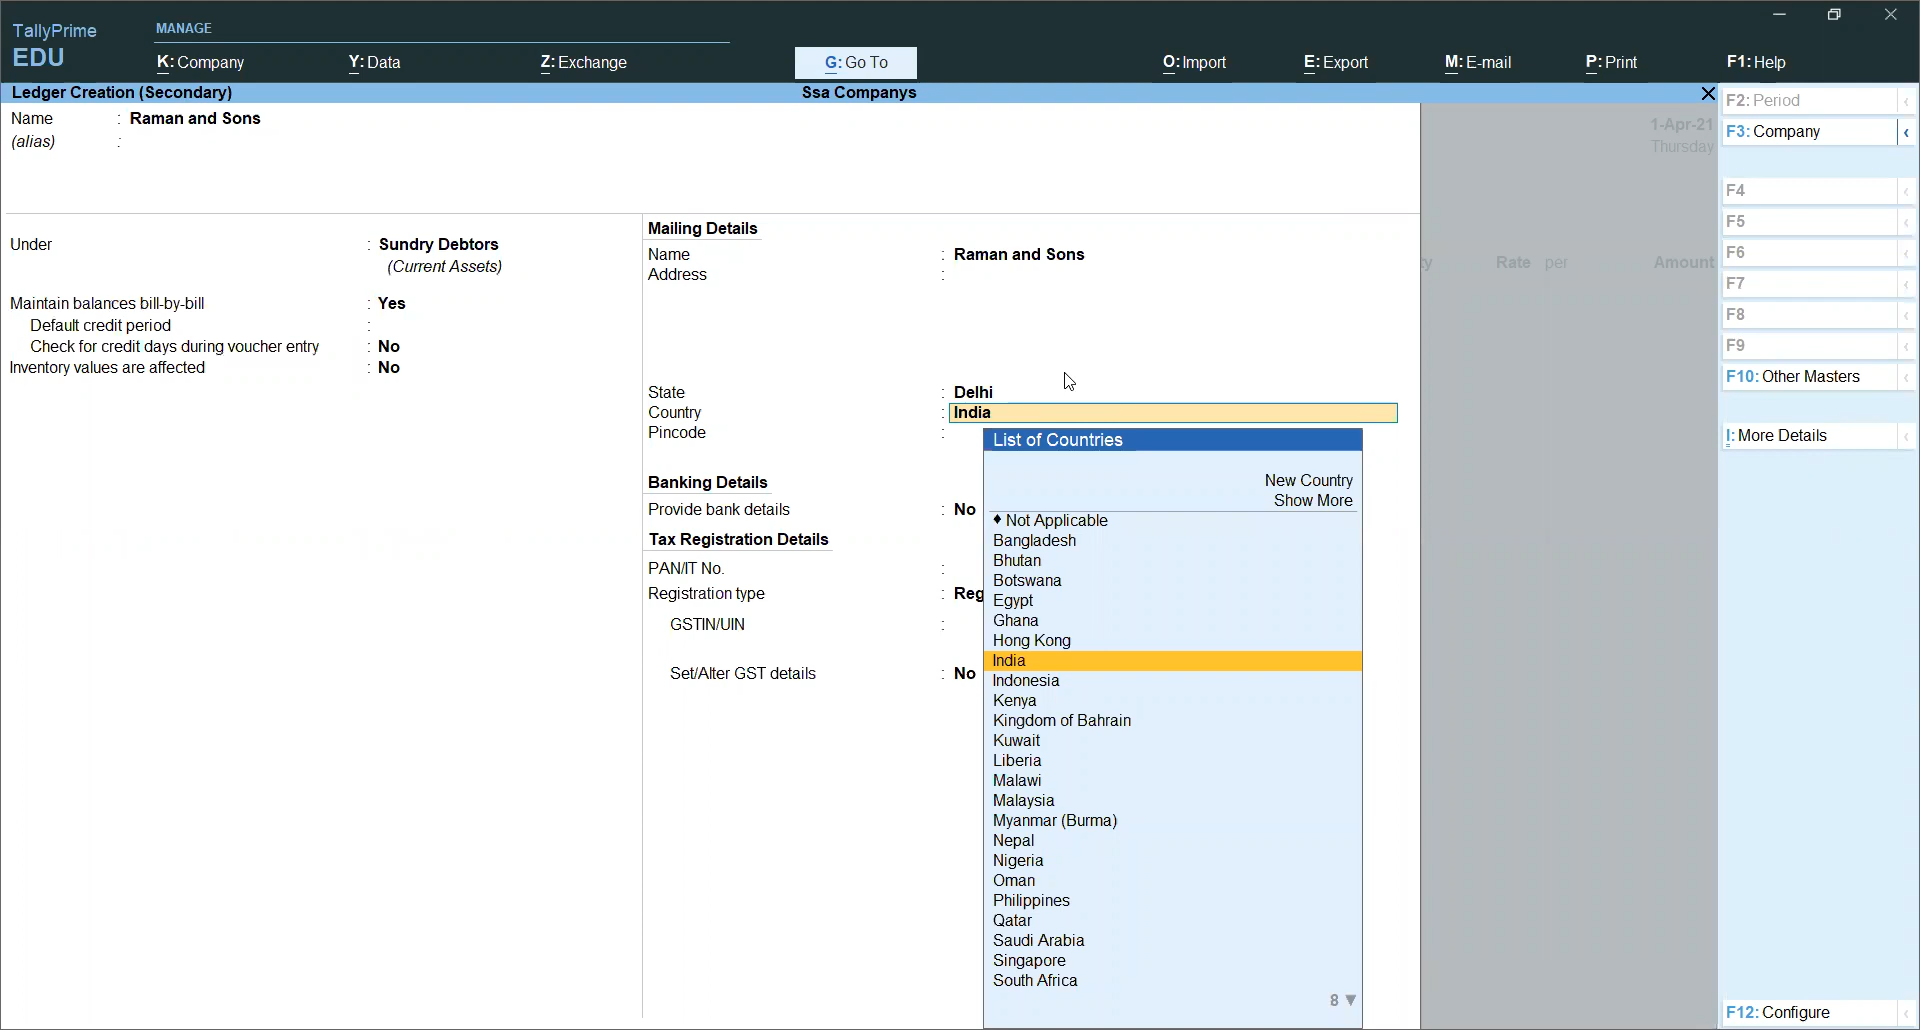 TallyPrime
EDU
MANAGE
K: Company
Y: Data
Z: Exchange
G: Go To
O: Import
E: Export
M: E-mail
P: Print
F1: Help
Ledger Creation (Secondary)
Ssa Companys
Name : Raman and Sons
(alias) :
Under : Sundry Debtors
(Current Assets)
Maintain balances bill-by-bill : Yes
Default credit period :
Check for credit days during voucher entry : No
Inventory values are affected : No
Mailing Details
Name : Raman and Sons
Address :
State : Delhi
Country : India
Pincode :
Banking Details
Provide bank details : No
Tax Registration Details
PAN/IT No. :
Registration type : Reg
GSTIN/UIN :
Set/Alter GST details : No
List of Countries
New Country
Show More
♦ Not Applicable
Bangladesh
Bhutan
Botswana
Egypt
Ghana
Hong Kong
India
Indonesia
Kenya
Kingdom of Bahrain
Kuwait
Liberia
Malawi
Malaysia
Myanmar (Burma)
Nepal
Nigeria
Oman
Philippines
Qatar
Saudi Arabia
Singapore
South Africa
8 ▼
1-Apr-21
Thursday
ty Rate per Amount
F2: Period
F3: Company
F4
F5
F6
F7
F8
F9
F10: Other Masters
I: More Details
F12: Configure